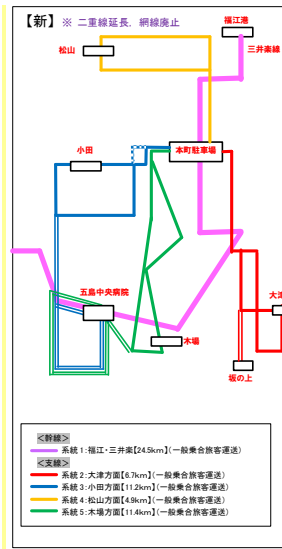 【新】 ※ 二重線延長、網線廃止
福江港
松山
三井楽線
小田
本町駐車場
五島中央病院
大津
木場
坂の上
＜幹線＞
系統1:福江・三井楽【24.5km】(一般乗合旅客運送)
＜支線＞
系統2:大津方面【6.7km】(一般乗合旅客運送)
系統3:小田方面【11.2km】(一般乗合旅客運送)
系統4:松山方面【4.9km】(一般乗合旅客運送)
系統5:木場方面【11.4km】(一般乗合旅客運送)